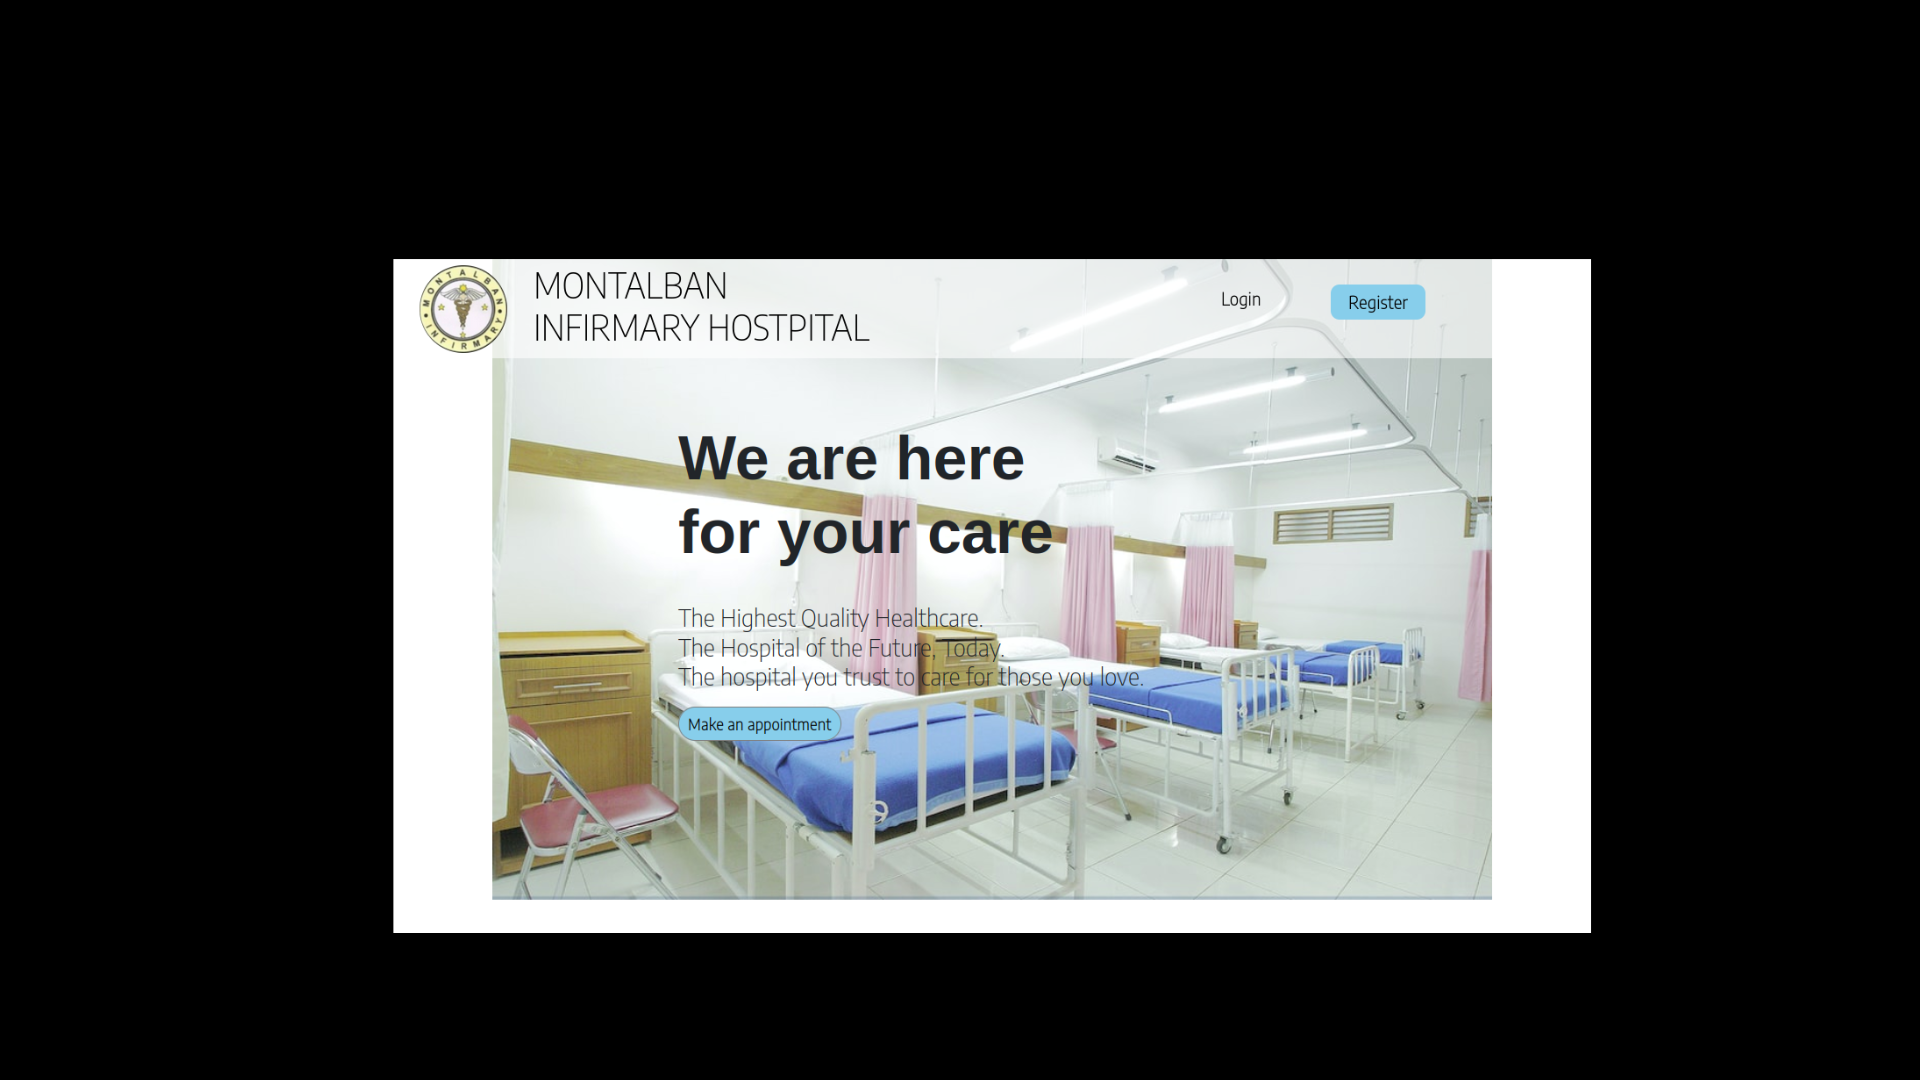 MONTALBAN INFIRMARY
MONTALBAN
INFIRMARY HOSTPITAL
Login
Register
We are here
for your care
The Highest Quality Healthcare.
The Hospital of the Future, Today.
The hospital you trust to care for those you love.
Make an appointment